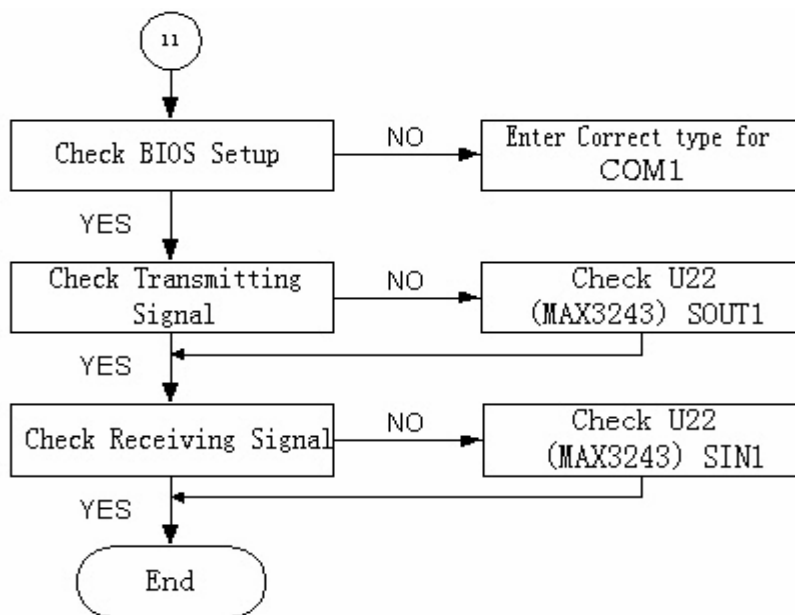 11
Check BIOS Setup
NO
Enter Correct type for
COM1
YES
Check Transmitting
Signal
NO
Check U22
(MAX3243) SOUT1
YES
Check Receiving Signal
NO
Check U22
(MAX3243) SIN1
YES
End